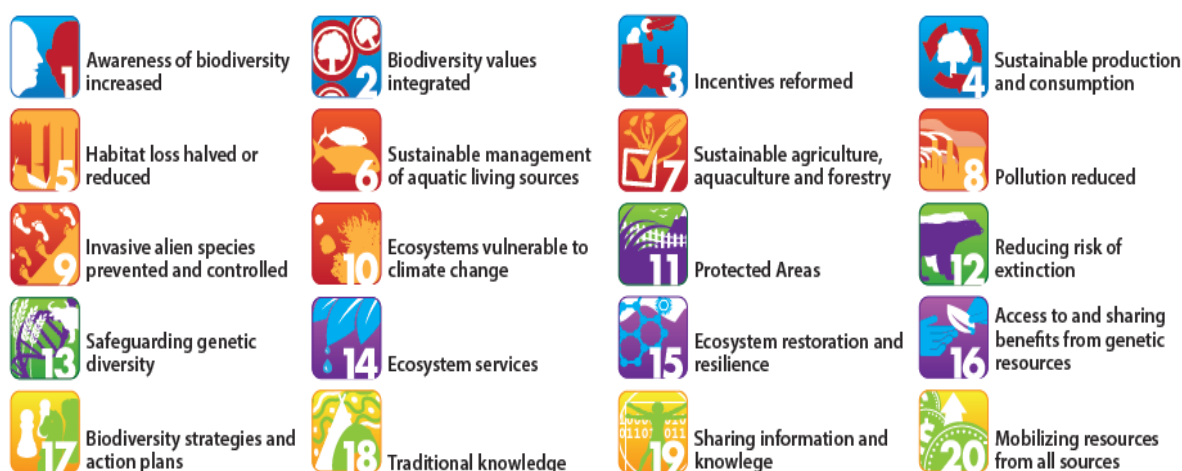 1 Awareness of biodiversity
increased
2 Biodiversity values
integrated
3 Incentives reformed
4 Sustainable production
and consumption
5 Habitat loss halved or
reduced
6 Sustainable management
of aquatic living sources
7 Sustainable agriculture,
aquaculture and forestry
8 Pollution reduced
9 Invasive alien species
prevented and controlled
10 Ecosystems vulnerable to
climate change
11 Protected Areas
12 Reducing risk of
extinction
13 Safeguarding genetic
diversity
14 Ecosystem services
15 Ecosystem restoration and
resilience
16 Access to and sharing
benefits from genetic
resources
17 Biodiversity strategies and
action plans
18 Traditional knowledge
19 Sharing information and
knowlege
20 Mobilizing resources
from all sources